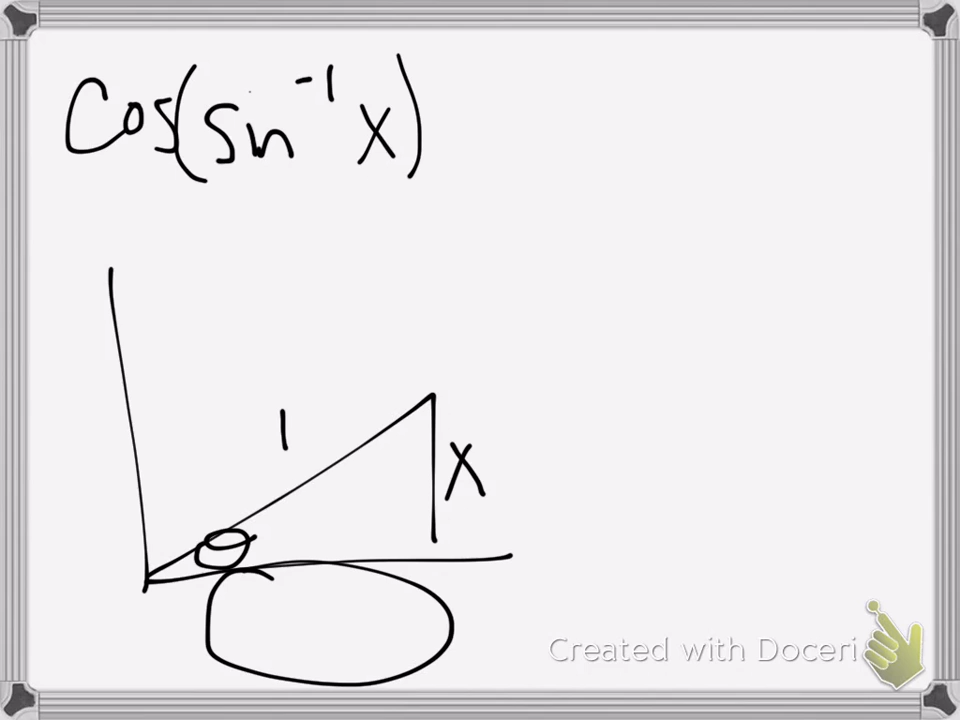 Cos(sin⁻¹ x)
1
x
θ
Created with Doceri